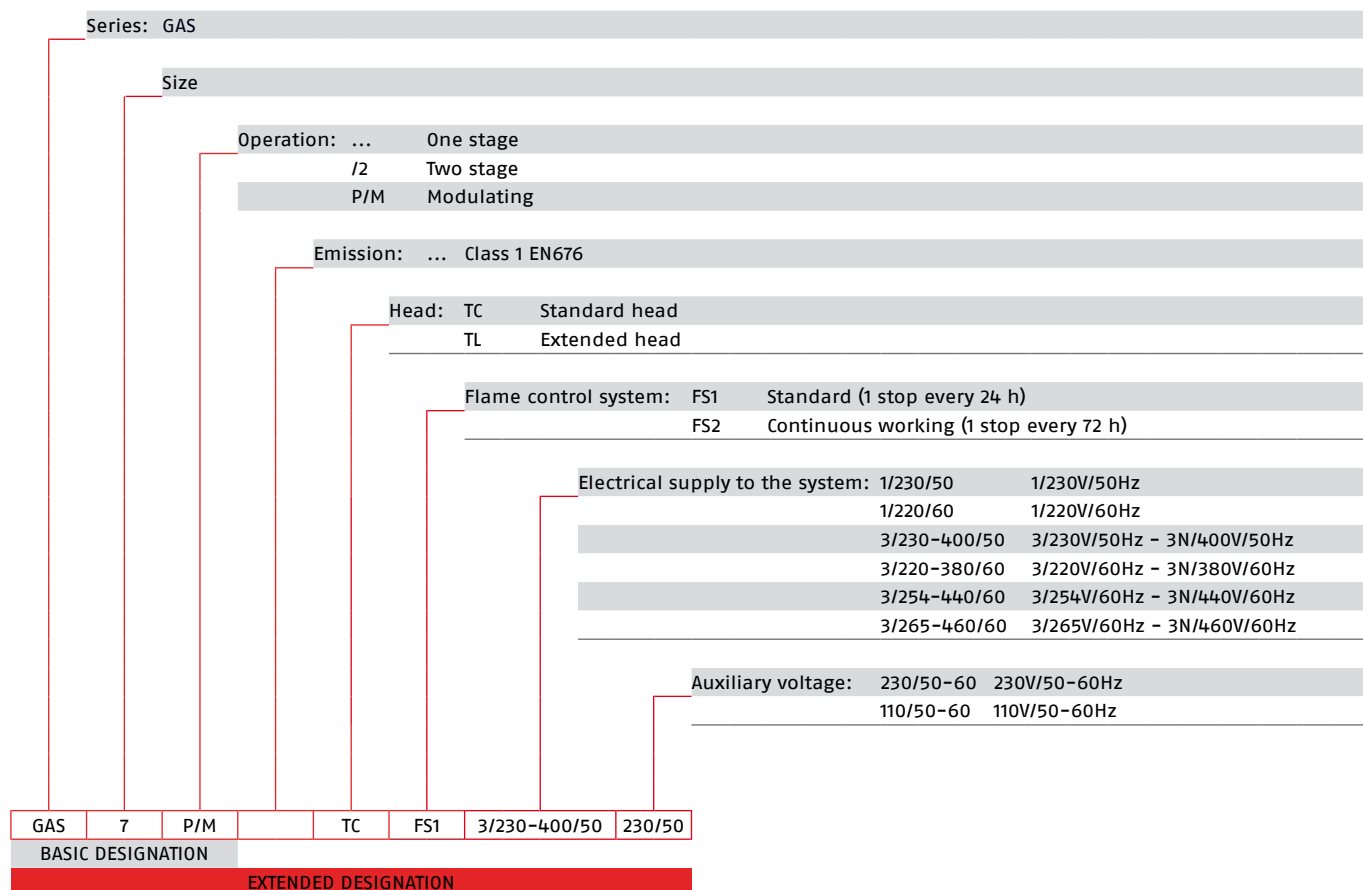 Series: GAS
Size
Operation: ... One stage
/2 Two stage
P/M Modulating
Emission: ... Class 1 EN676
Head: TC Standard head
TL Extended head
Flame control system: FS1 Standard (1 stop every 24 h)
FS2 Continuous working (1 stop every 72 h)
Electrical supply to the system: 1/230/50 1/230V/50Hz
1/220/60 1/220V/60Hz
3/230-400/50 3/230V/50Hz - 3N/400V/50Hz
3/220-380/60 3/220V/60Hz - 3N/380V/60Hz
3/254-440/60 3/254V/60Hz - 3N/440V/60Hz
3/265-460/60 3/265V/60Hz - 3N/460V/60Hz
Auxiliary voltage: 230/50-60 230V/50-60Hz
110/50-60 110V/50-60Hz
GAS 7 P/M TC FS1 3/230-400/50 230/50
BASIC DESIGNATION
EXTENDED DESIGNATION